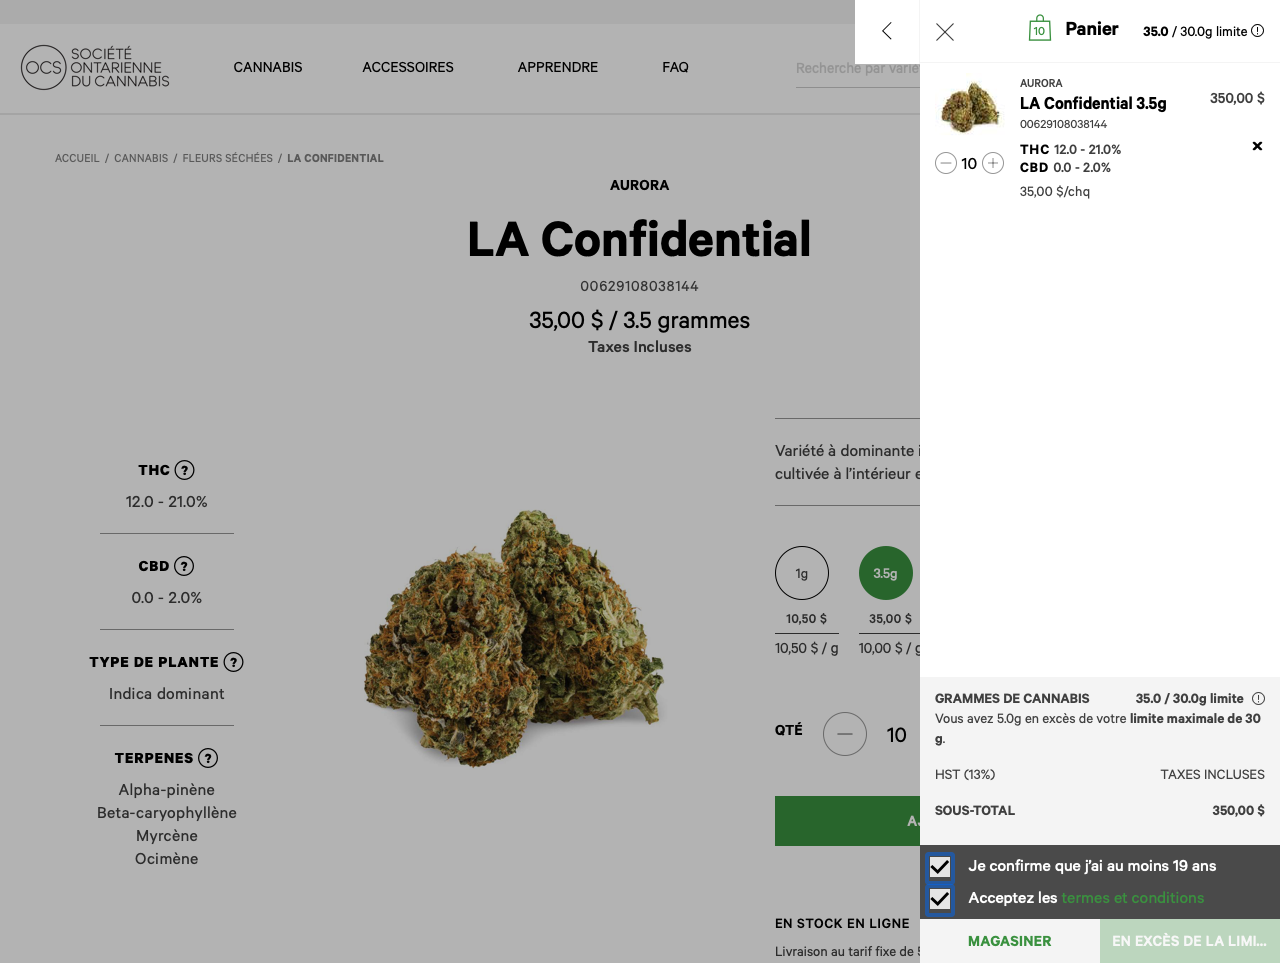 OCS
SOCIÉTÉ
ONTARIENNE
DU CANNABIS
CANNABIS
ACCESSOIRES
APPRENDRE
FAQ
Recherche par varié
10
Panier
35.0 / 30.0g limite
ACCUEIL / CANNABIS / FLEURS SÉCHÉES / LA CONFIDENTIAL
AURORA
LA Confidential
00629108038144
35,00 $ / 3.5 grammes
Taxes Incluses
THC ?
12.0 - 21.0%
CBD ?
0.0 - 2.0%
TYPE DE PLANTE ?
Indica dominant
TERPENES ?
Alpha-pinène
Beta-caryophyllène
Myrcène
Ocimène
Variété à dominante i
cultivée à l’intérieur e
1g
3.5g
10,50 $
35,00 $
10,50 $ / g
10,00 $ / g
QTÉ
10
AJ
EN STOCK EN LIGNE
Livraison au tarif fixe de 5
AURORA
LA Confidential 3.5g
350,00 $
00629108038144
THC 12.0 - 21.0%
CBD 0.0 - 2.0%
10
35,00 $/chq
GRAMMES DE CANNABIS
35.0 / 30.0g limite
Vous avez 5.0g en excès de votre limite maximale de 30
g.
HST (13%)
TAXES INCLUSES
SOUS-TOTAL
350,00 $
Je confirme que j’ai au moins 19 ans
Acceptez les termes et conditions
MAGASINER
EN EXCÈS DE LA LIMI...